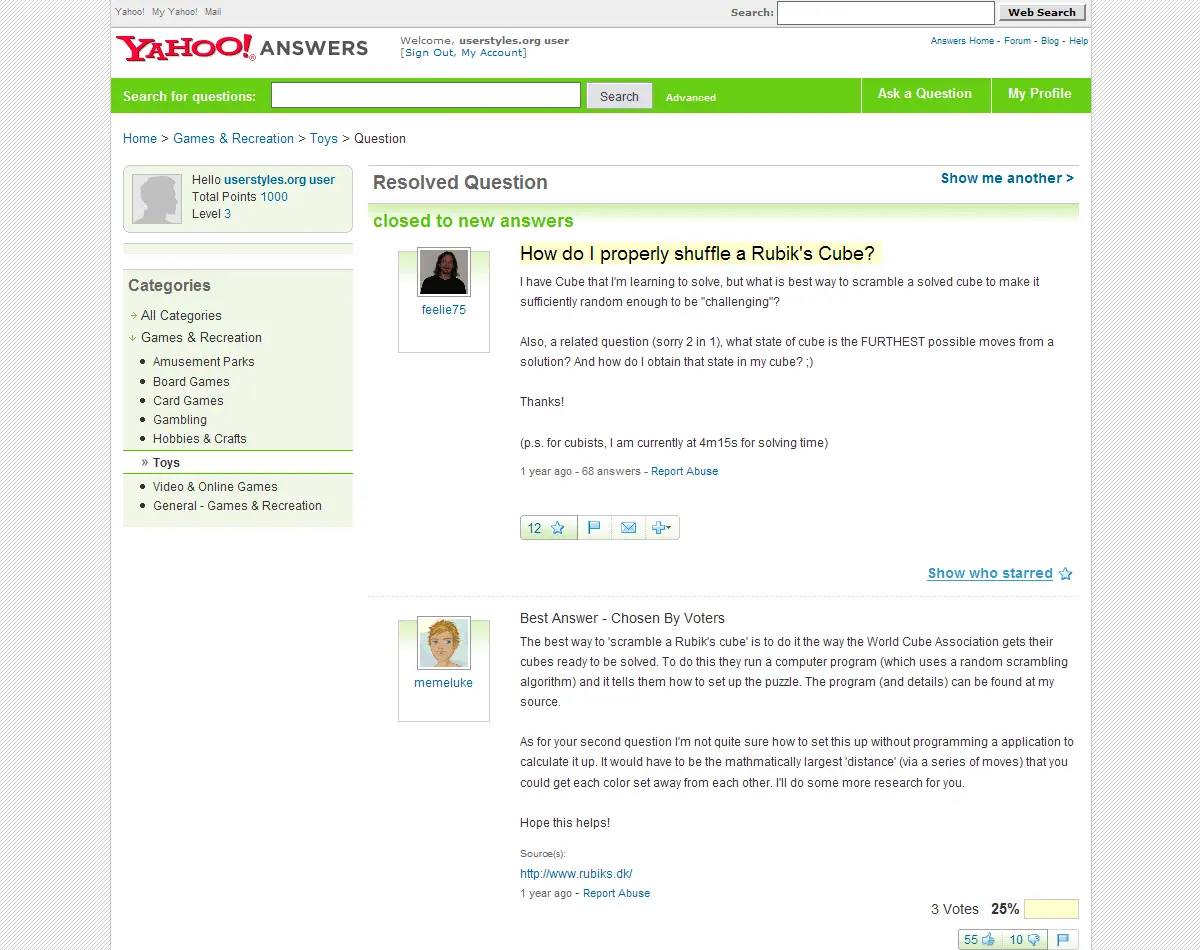 Yahoo! My Yahoo! Mail
Search: Web Search
YAHOO! ANSWERS
Welcome, userstyles.org user
[Sign Out, My Account]
Answers Home - Forum - Blog - Help
Search for questions: Search Advanced
Ask a Question
My Profile
Home > Games & Recreation > Toys > Question
Hello userstyles.org user
Total Points 1000
Level 3
Categories
All Categories
Games & Recreation
Amusement Parks
Board Games
Card Games
Gambling
Hobbies & Crafts
» Toys
Video & Online Games
General - Games & Recreation
Resolved Question
Show me another >
closed to new answers
feelie75
How do I properly shuffle a Rubik's Cube?
I have Cube that I'm learning to solve, but what is best way to scramble a solved cube to make it
sufficiently random enough to be "challenging"?
Also, a related question (sorry 2 in 1), what state of cube is the FURTHEST possible moves from a
solution? And how do I obtain that state in my cube? ;)
Thanks!
(p.s. for cubists, I am currently at 4m15s for solving time)
1 year ago - 68 answers - Report Abuse
12
Show who starred
memeluke
Best Answer - Chosen By Voters
The best way to 'scramble a Rubik's cube' is to do it the way the World Cube Association gets their
cubes ready to be solved. To do this they run a computer program (which uses a random scrambling
algorithm) and it tells them how to set up the puzzle. The program (and details) can be found at my
source.
As for your second question I'm not quite sure how to set this up without programming a application to
calculate it up. It would have to be the mathmatically largest 'distance' (via a series of moves) that you
could get each color set away from each other. I'll do some more research for you.
Hope this helps!
Source(s):
http://www.rubiks.dk/
1 year ago - Report Abuse
3 Votes 25%
55 10